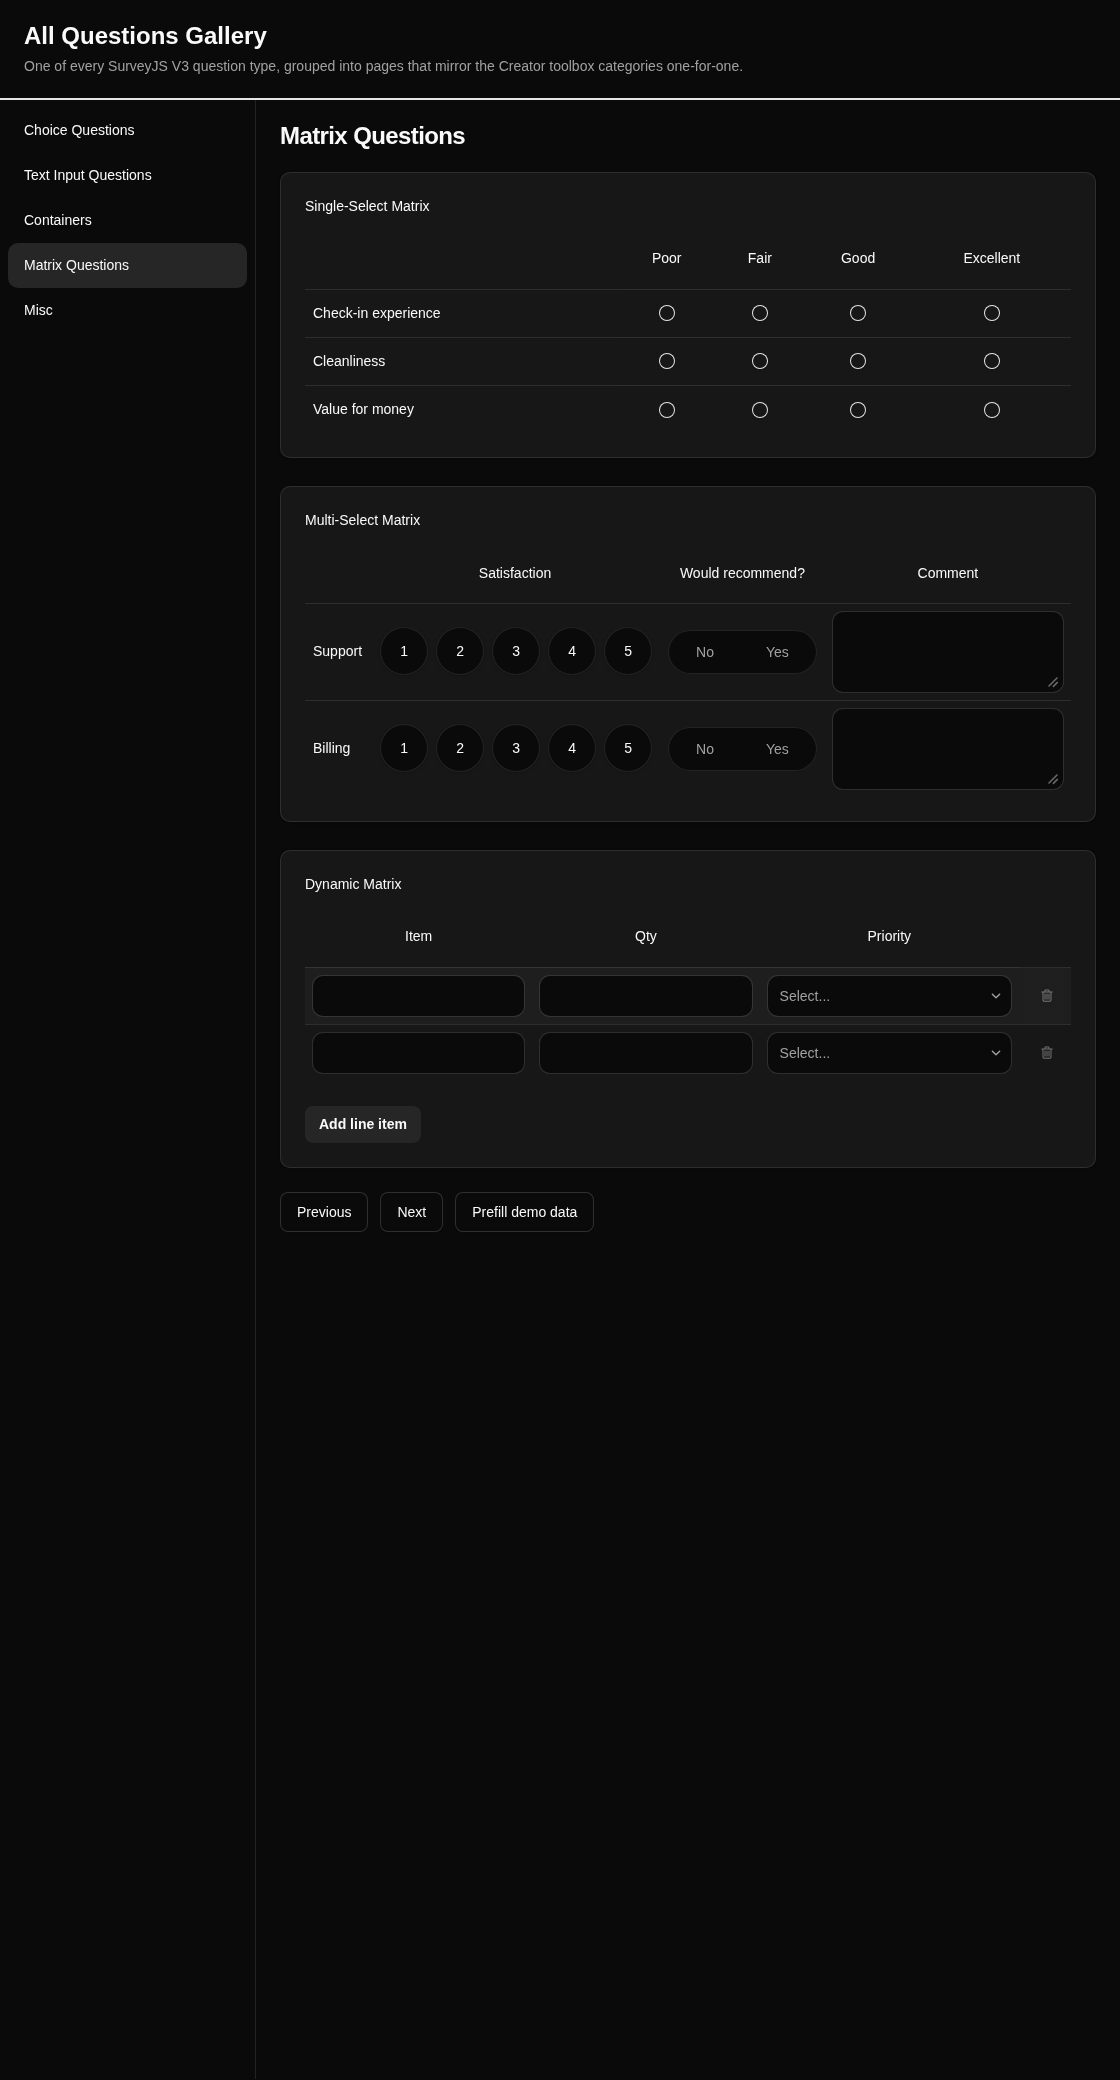 All Questions Gallery
One of every SurveyJS V3 question type, grouped into pages that mirror the Creator toolbox categories one-for-one.
Choice Questions
Text Input Questions
Containers
Matrix Questions
Misc
Matrix Questions
Single-Select Matrix
Poor Fair Good Excellent
Check-in experience
Cleanliness
Value for money
Multi-Select Matrix
Satisfaction Would recommend? Comment
Support 1 2 3 4 5 No Yes
Billing 1 2 3 4 5 No Yes
Dynamic Matrix
Item Qty Priority
Select...
Select...
Add line item
Previous Next Prefill demo data